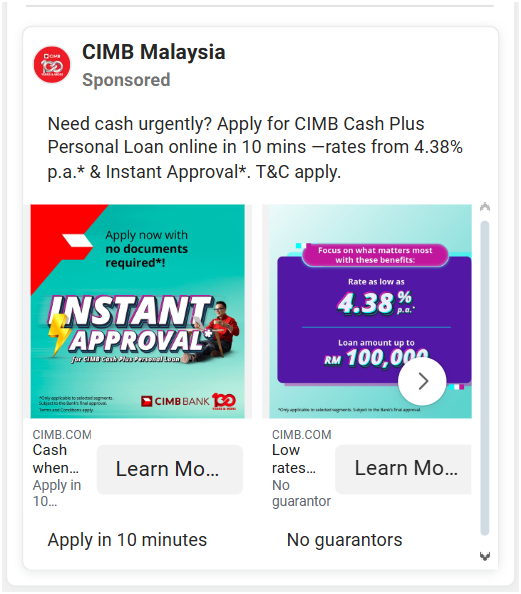 CIMB Malaysia
Sponsored
Need cash urgently? Apply for CIMB Cash Plus
Personal Loan online in 10 mins —rates from 4.38%
p.a.* & Instant Approval*. T&C apply.
Apply now with
no documents
required*!
INSTANT
APPROVAL*
for CIMB Cash Plus Personal Loan
*Only applicable to selected segments.
Subject to the Bank's final approval.
Terms and Conditions apply.
CIMB BANK
Focus on what matters most
with these benefits:
Rate as low as
4.38% p.a.*
Loan amount up to
RM 100,000
*Only applicable to selected segments. Subject to the Bank's final approval.
CIMB.COM
Cash
when...
Apply in
10...
Learn Mo...
CIMB.COM
Low
rates...
No
guarantor
Learn Mo...
Apply in 10 minutes
No guarantors